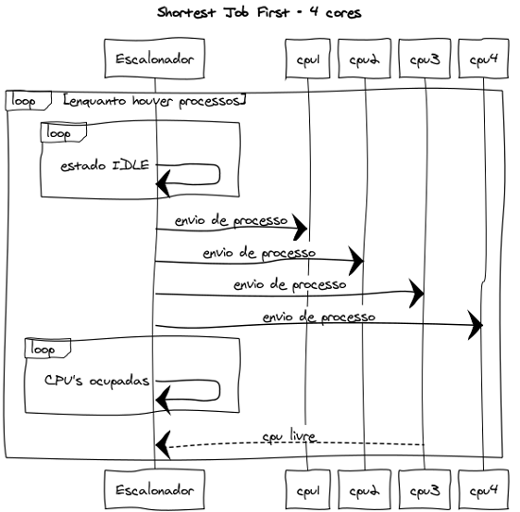 Shortest Job First - 4 cores
Escalonador cpu1 cpu2 cpu3 cpu4
loop [enquanto houver processos]
loop
estado IDLE
envio de processo
envio de processo
envio de processo
envio de processo
loop
CPU's ocupadas
cpu livre
Escalonador cpu1 cpu2 cpu3 cpu4